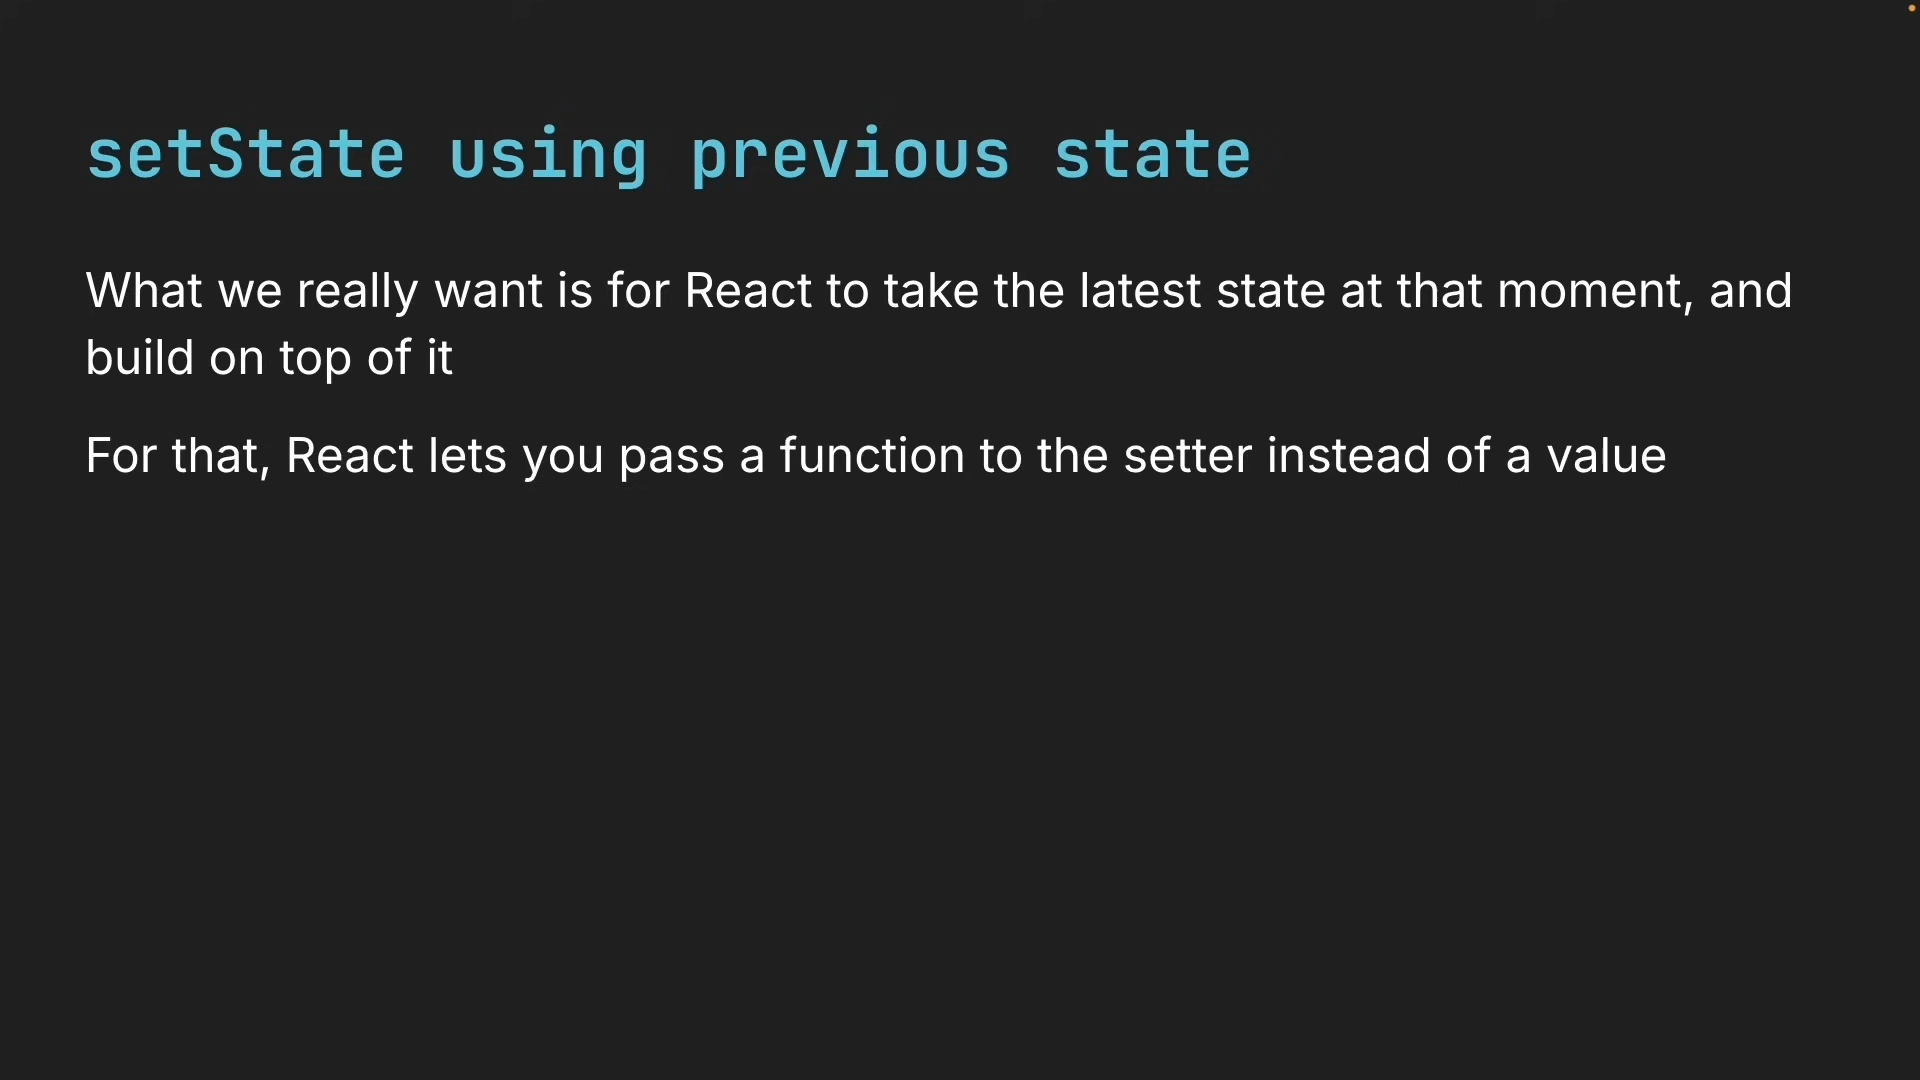 setState using previous state
What we really want is for React to take the latest state at that moment, and
build on top of it
For that, React lets you pass a function to the setter instead of a value